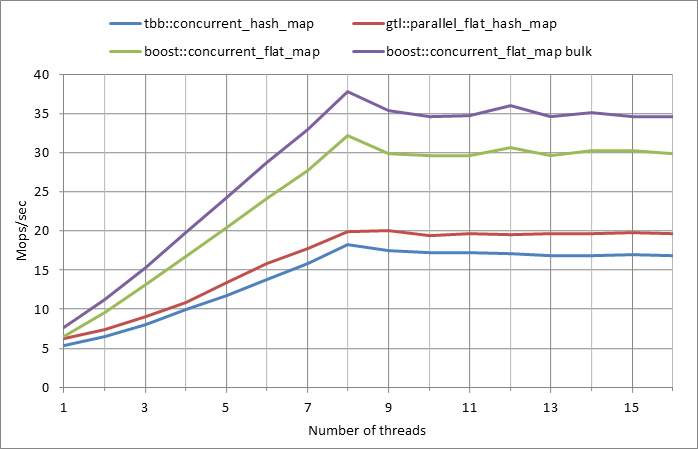 tbb::concurrent_hash_map gtl::parallel_flat_hash_map
boost::concurrent_flat_map boost::concurrent_flat_map bulk
40
35
30
25
20
15
10
5
0
Mops/sec
1 3 5 7 9 11 13 15
Number of threads